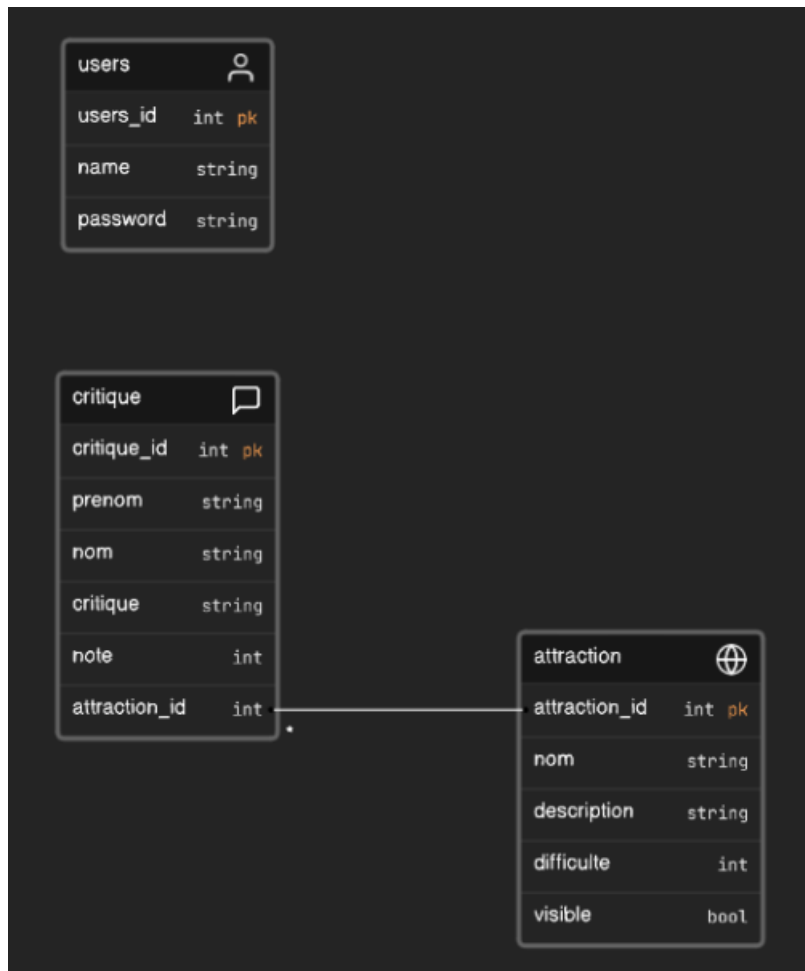 users
users_id int pk
name string
password string
critique
critique_id int pk
prenom string
nom string
critique string
note int
attraction_id int
*
attraction
attraction_id int pk
nom string
description string
difficulte int
visible bool